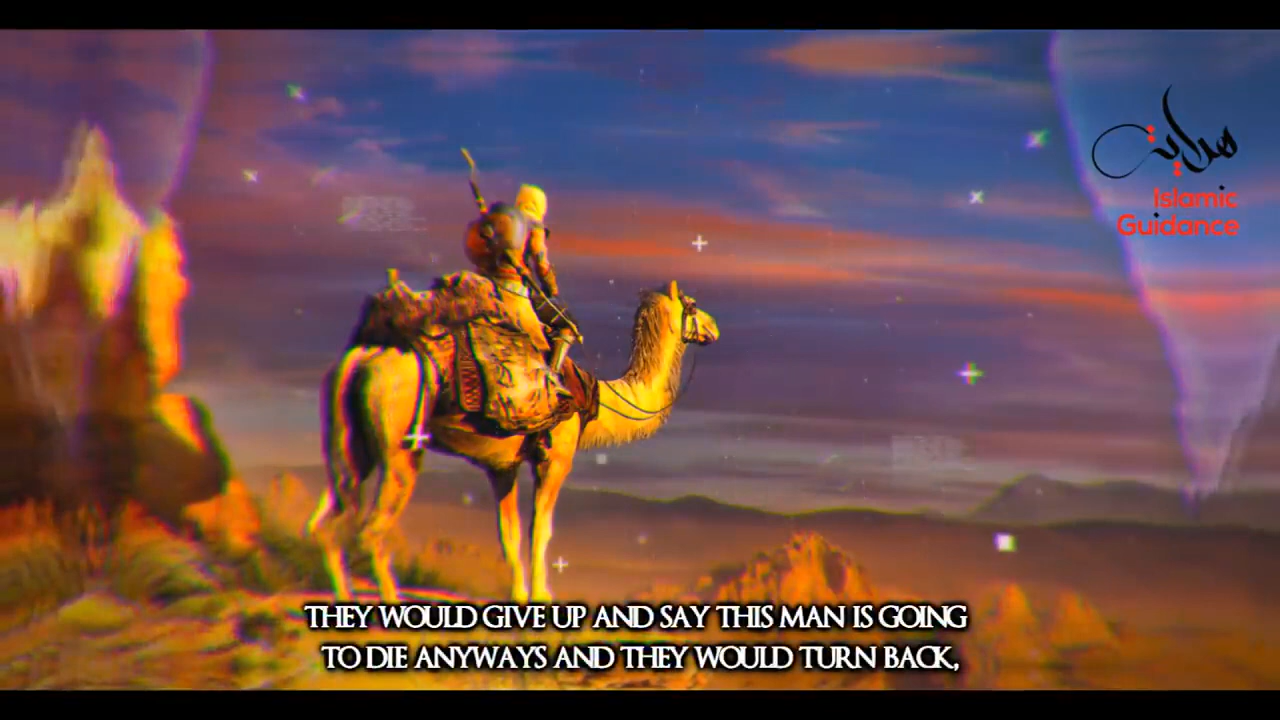 هداية
Islamic
Guidance
THEY WOULD GIVE UP AND SAY THIS MAN IS GOING
TO DIE ANYWAYS AND THEY WOULD TURN BACK,